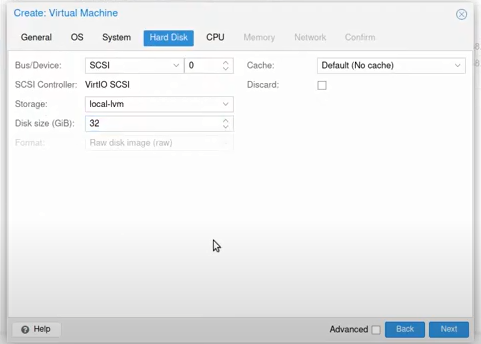 Create: Virtual Machine
General OS System Hard Disk CPU Memory Network Confirm
Bus/Device: SCSI 0 Cache: Default (No cache)
SCSI Controller: VirtIO SCSI Discard:
Storage: local-lvm
Disk size (GiB): 32
Format: Raw disk image (raw)
Help Advanced Back Next